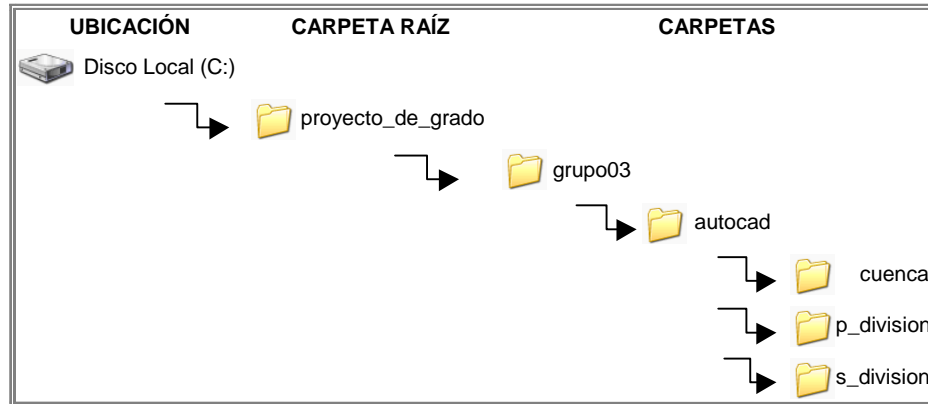 UBICACIÓN CARPETA RAÍZ CARPETAS
Disco Local (C:)
proyecto_de_grado
grupo03
autocad
cuenca
p_division
s_division